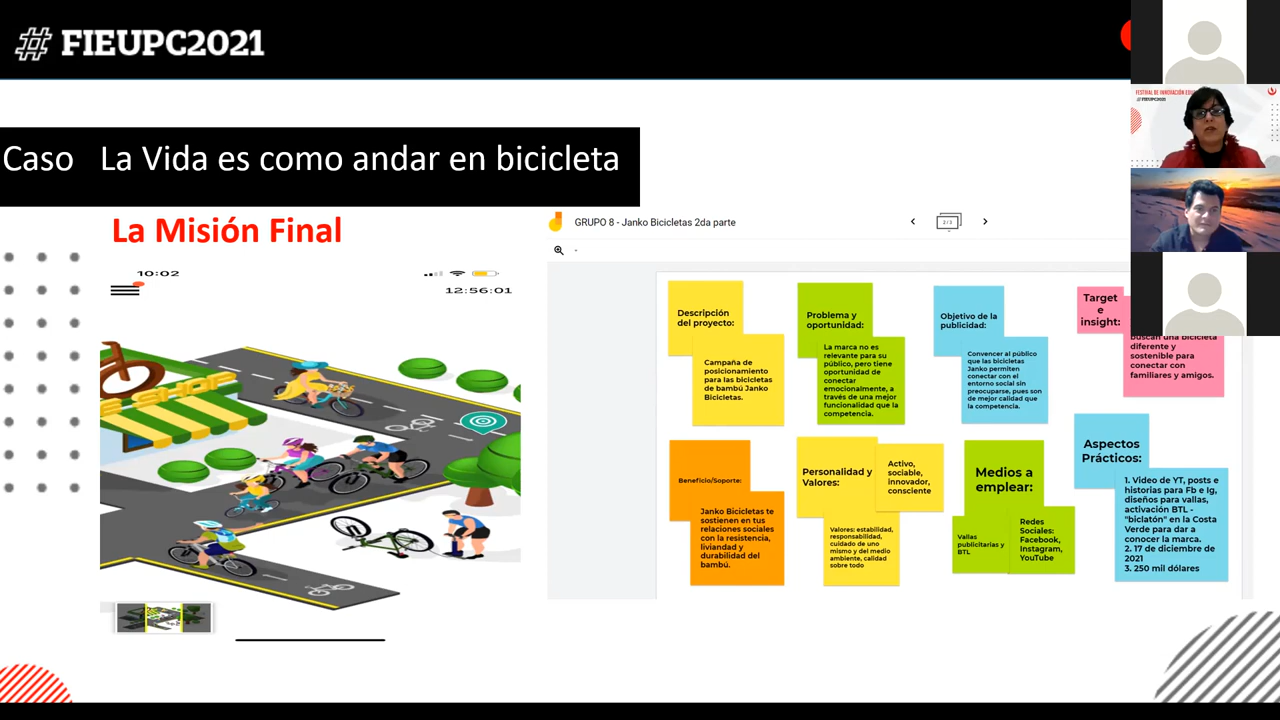 # FIEUPC2021
FESTIVAL DE INNOVACIÓN
#FIEUPC2021
Caso La Vida es como andar en bicicleta
La Misión Final
10:02
12:56:01
GRUPO 8 - Janko Bicicletas 2da parte
2 / 2
Descripción
del proyecto:
Campaña de
posicionamiento
para las bicicletas
de bambú Janko
Bicicletas.
Problema y
oportunidad:
La marca no es
relevante para su
público, pero tiene
oportunidad de
conectar
emocionalmente, a
través de una mejor
funcionalidad que la
competencia.
Objetivo de la
publicidad:
Convencer al público
que las bicicletas
Janko permiten
conectar con el
entorno social sin
preocuparse, pues son
de mejor calidad que
la competencia.
Target
e
insight:
buscan una bicicleta
diferente y
sostenible para
conectar con
familiares y amigos.
Beneficio/Soporte:
Janko Bicicletas te
sostienen en tus
relaciones sociales
con la resistencia,
liviandad y
durabilidad del
bambú.
Personalidad y
Valores:
Activo,
sociable,
innovador,
consciente
Valores: estabilidad,
responsabilidad,
cuidado de uno
mismo y del medio
ambiente, calidad
sobre todo
Medios a
emplear:
Vallas
publicitarias y
BTL
Redes
Sociales:
Facebook,
Instagram,
YouTube
Aspectos
Prácticos:
1. Video de YT, posts e
historias para Fb e Ig,
diseños para vallas,
activación BTL -
"biclatón" en la Costa
Verde para dar a
conocer la marca.
2. 17 de diciembre de
2021
3. 250 mil dólares